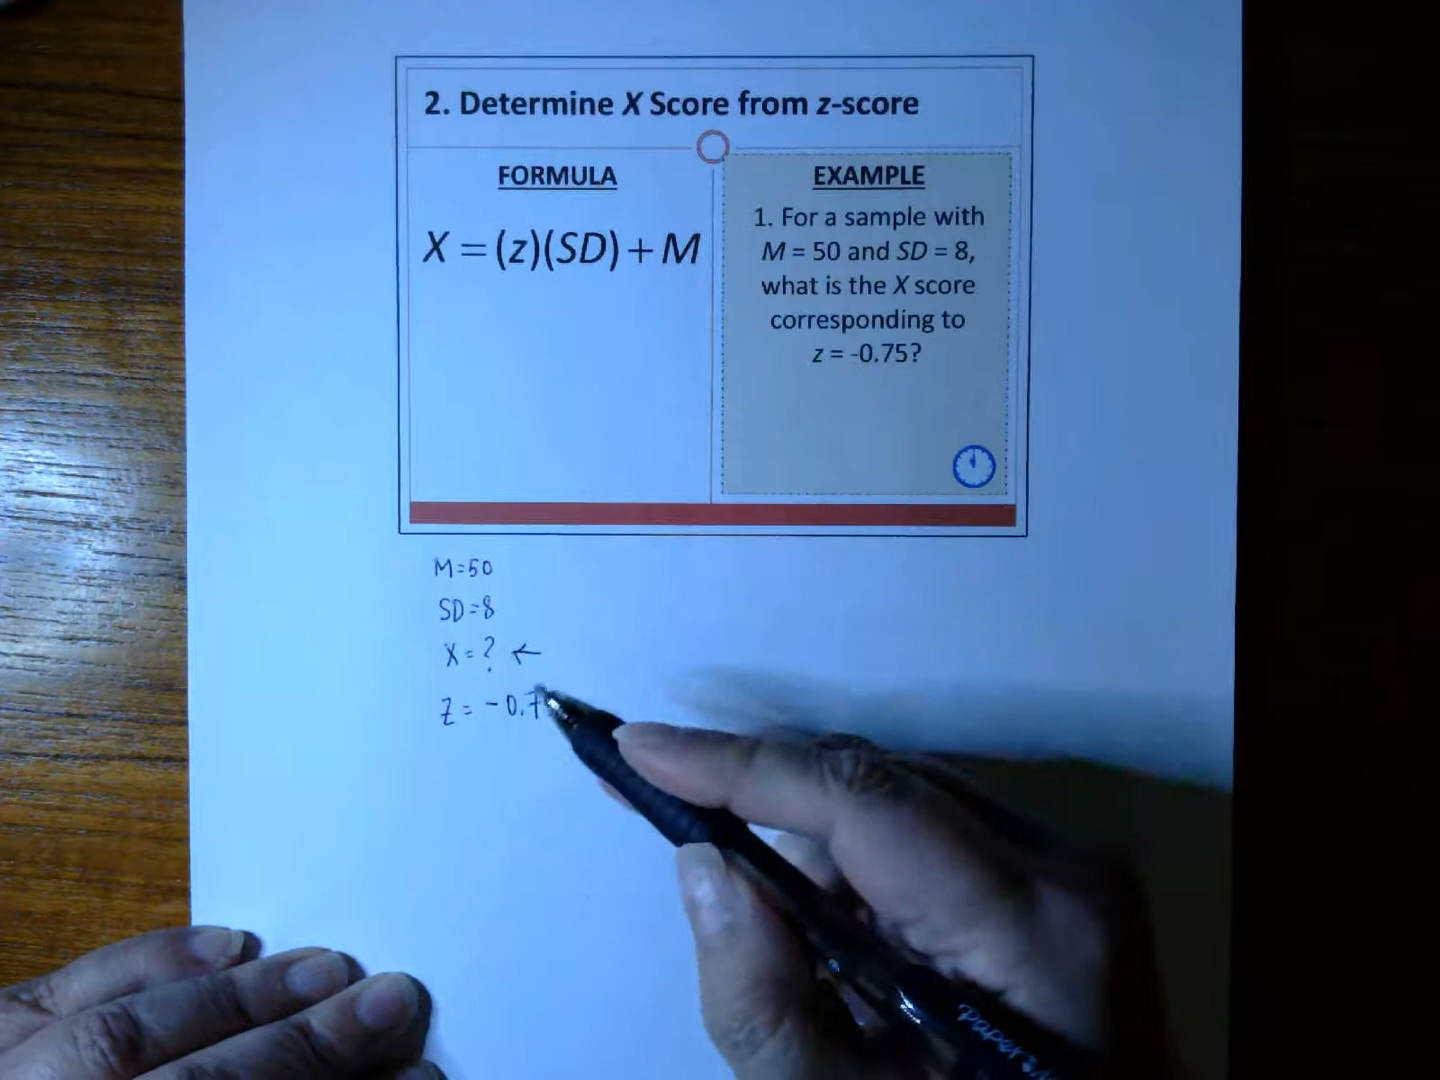 2. Determine X Score from z-score
FORMULA
X = (z)(SD) + M
EXAMPLE
1. For a sample with
M = 50 and SD = 8,
what is the X score
corresponding to
z = -0.75?
M=50
SD=8
X=? ←
Z= -0.7